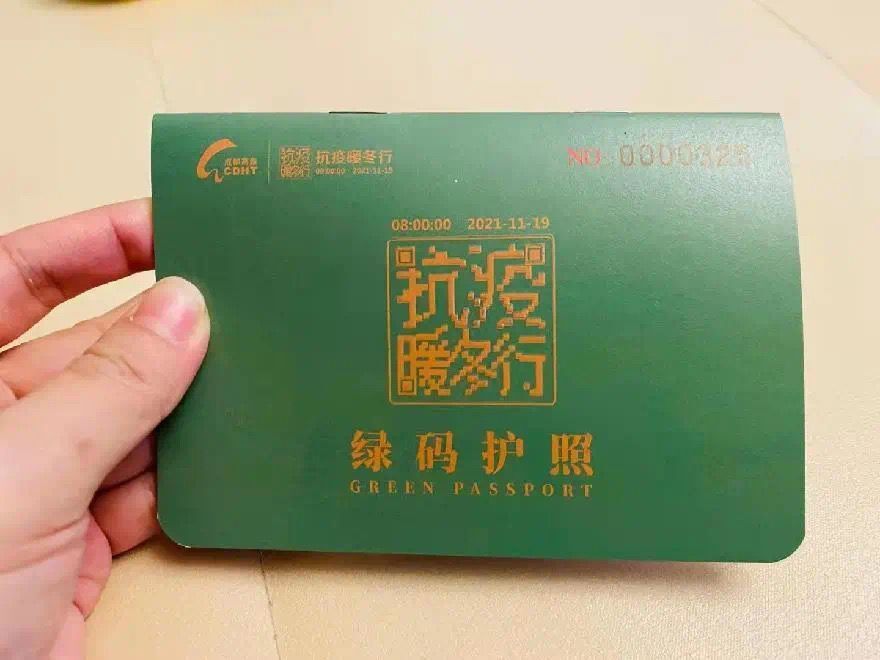 成都高新
CDHT
抗疫
暖冬行
抗疫暖冬行
08:00:00 2021-11-19
NO: 0000325
08:00:00 2021-11-19
抗疫
暖冬行
绿码护照
GREEN PASSPORT